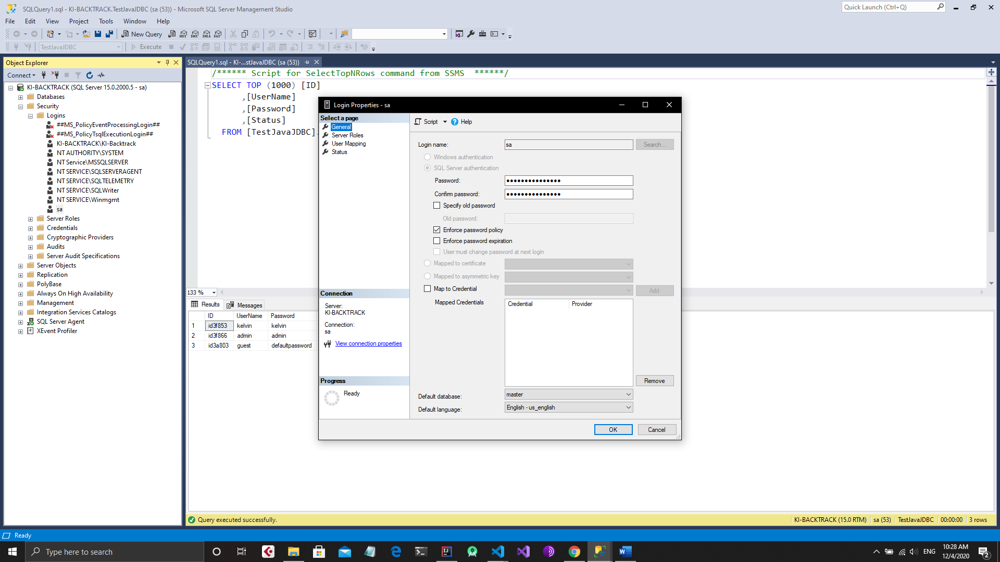 SQLQuery1.sql - KI-BACKTRACK.TestJavaJDBC (sa (53)) - Microsoft SQL Server Management Studio
Quick Launch (Ctrl+Q)
File Edit View Project Tools Window Help
New Query MDX DMX XMLA DAX
TestJavaJDBC Execute
Object Explorer
Connect
KI-BACKTRACK (SQL Server 15.0.2000.5 - sa)
Databases
Security
Logins
##MS_PolicyEventProcessingLogin##
##MS_PolicyTsqlExecutionLogin##
KI-BACKTRACK\KI-Backtrack
NT AUTHORITY\SYSTEM
NT Service\MSSQLSERVER
NT SERVICE\SQLSERVERAGENT
NT SERVICE\SQLTELEMETRY
NT SERVICE\SQLWriter
NT SERVICE\Winmgmt
sa
Server Roles
Credentials
Cryptographic Providers
Audits
Server Audit Specifications
Server Objects
Replication
PolyBase
Always On High Availability
Management
Integration Services Catalogs
SQL Server Agent
XEvent Profiler
SQLQuery1.sql - KI-...stJavaJDBC (sa (53))
/****** Script for SelectTopNRows command from SSMS ******/
SELECT TOP (1000) [ID]
,[UserName]
,[Password]
,[Status]
FROM [TestJavaJDBC].
133 %
Results Messages
ID UserName Password
1 id3f853 kelvin kelvin
2 id3f866 admin admin
3 id3a803 guest defaultpassword
Login Properties - sa
Select a page
General
Server Roles
User Mapping
Status
Connection
Server:
KI-BACKTRACK
Connection:
sa
View connection properties
Progress
Ready
Script Help
Login name: sa Search...
Windows authentication
SQL Server authentication
Password: ●●●●●●●●●●●●●●●
Confirm password: ●●●●●●●●●●●●●●●
Specify old password
Old password:
Enforce password policy
Enforce password expiration
User must change password at next login
Mapped to certificate
Mapped to asymmetric key
Map to Credential Add
Mapped Credentials Credential Provider
Remove
Default database: master
Default language: English - us_english
OK Cancel
Query executed successfully. KI-BACKTRACK (15.0 RTM) sa (53) TestJavaJDBC 00:00:00 3 rows
Ready
Type here to search
ENG
10:28 AM
12/4/2020
2